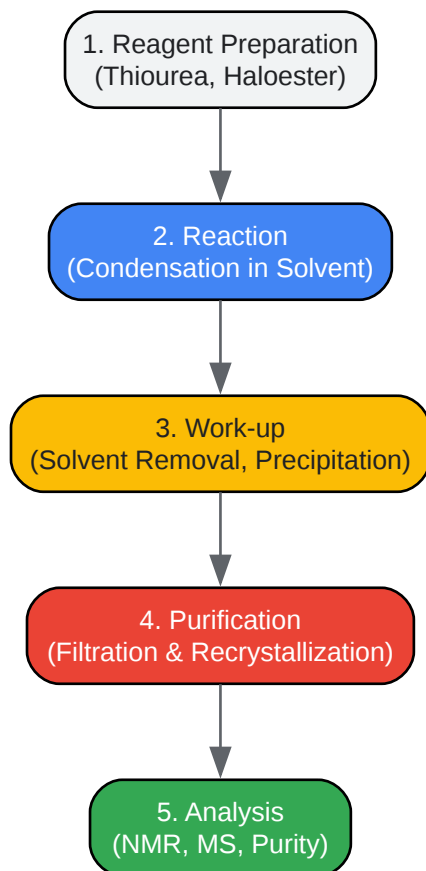 1. Reagent Preparation
(Thiourea, Haloester)
2. Reaction
(Condensation in Solvent)
3. Work-up
(Solvent Removal, Precipitation)
4. Purification
(Filtration & Recrystallization)
5. Analysis
(NMR, MS, Purity)